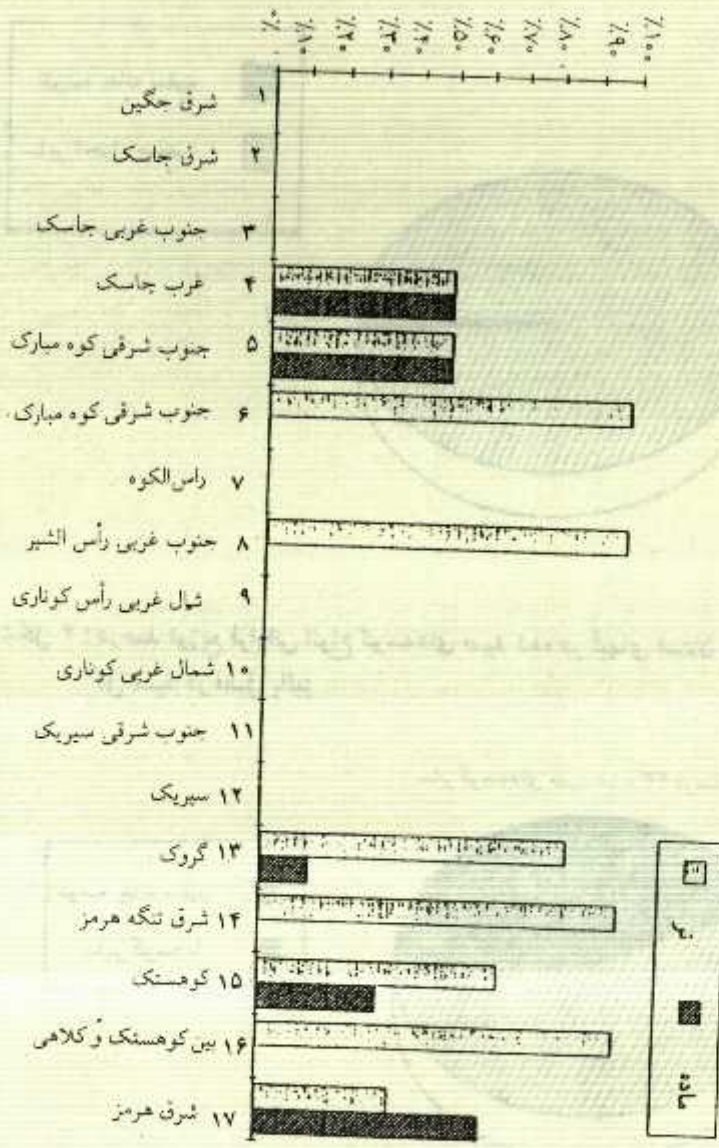 ٪۰ ٪۱۰ ٪۲۰ ٪۳۰ ٪۴۰ ٪۵۰ ٪۶۰ ٪۷۰ ٪۸۰ ٪۹۰ ٪۱۰۰
۱ شرق جگین
۲ شرق جاسک
۳ جنوب غربی جاسک
۴ غرب جاسک
۵ جنوب شرقی کوه مبارک
۶ جنوب شرقی کوه مبارک
۷ راس‌الکوه
۸ جنوب غربی رأس الشیر
۹ شمال غربی رأس کوناری
۱۰ شمال غربی کوناری
۱۱ جنوب شرقی سیریک
۱۲ سیریک
۱۳ گروک
۱۴ شرق تنگه هرمز
۱۵ کوهستک
۱۶ بین کوهستک و کلاهی
۱۷ شرق هرمز
نر
ماده